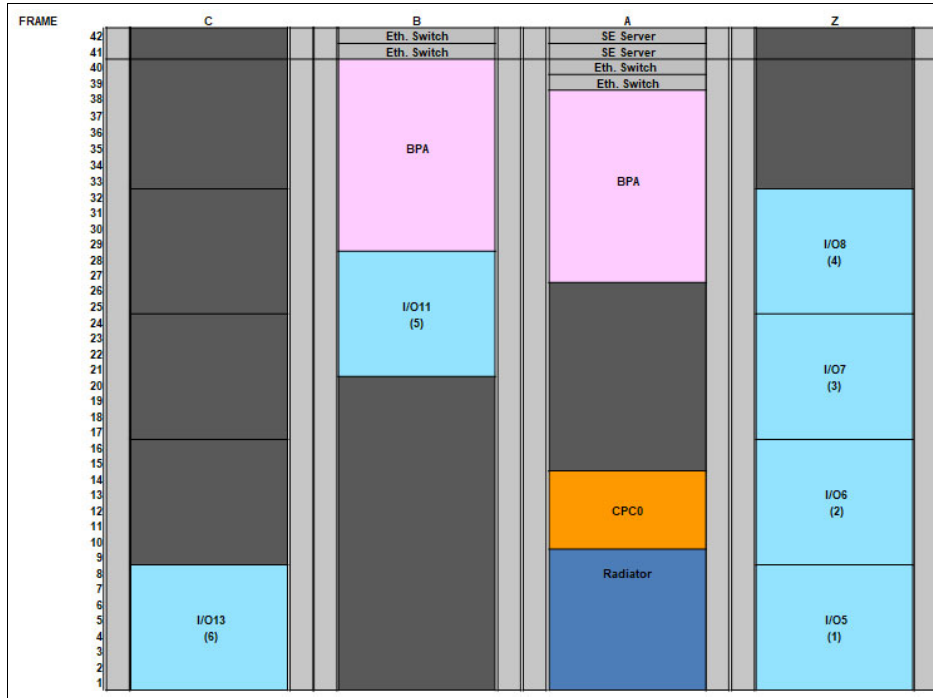 FRAME C B A Z
42 Eth. Switch SE Server
41 Eth. Switch SE Server
40 Eth. Switch
39 Eth. Switch
38
37
36
35 BPA
34
33 BPA
32
31
30
29 I/O8
28 (4)
27
26
25 I/O11
24 (5)
23
22
21 I/O7
20 (3)
19
18
17
16
15
14
13 I/O6
12 CPC0 (2)
11
10
9
8 Radiator
7
6
5 I/O13 I/O5
4 (6) (1)
3
2
1